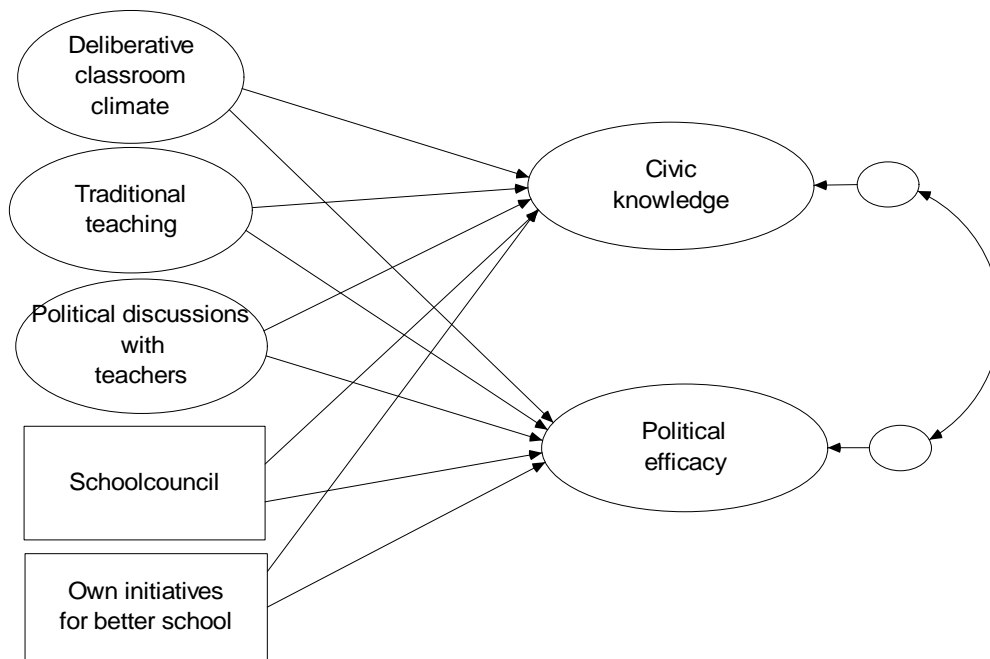 Deliberative
classroom
climate
Traditional
teaching
Political discussions
with
teachers
Schoolcouncil
Own initiatives
for better school
Civic
knowledge
Political
efficacy